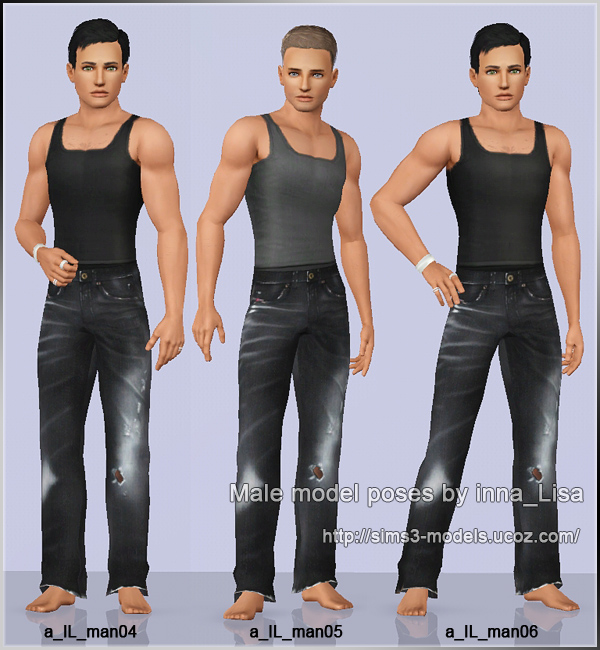 Male model poses by inna_Lisa
http://sims3-models.ucoz.com/
a_IL_man04
a_IL_man05
a_IL_man06